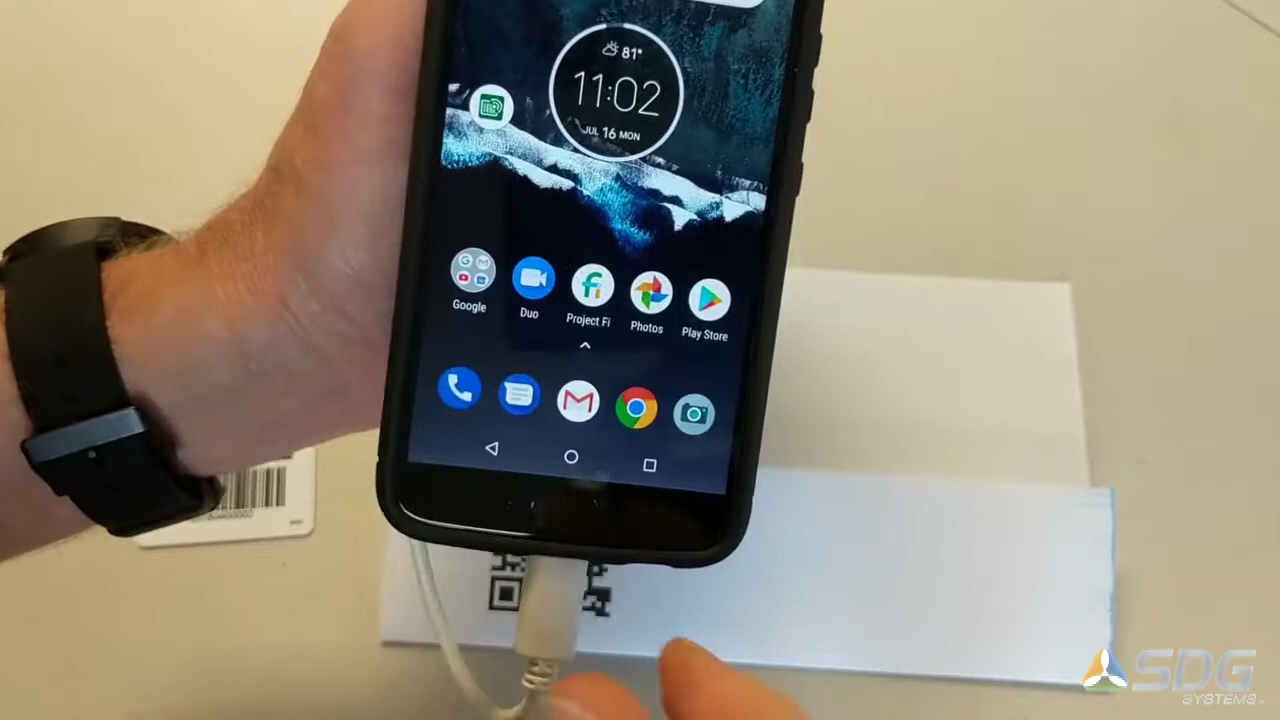 81°
11:02
JUL 16 MON
Google
Duo
Project Fi
Photos
Play Store
SDG
SYSTEMS